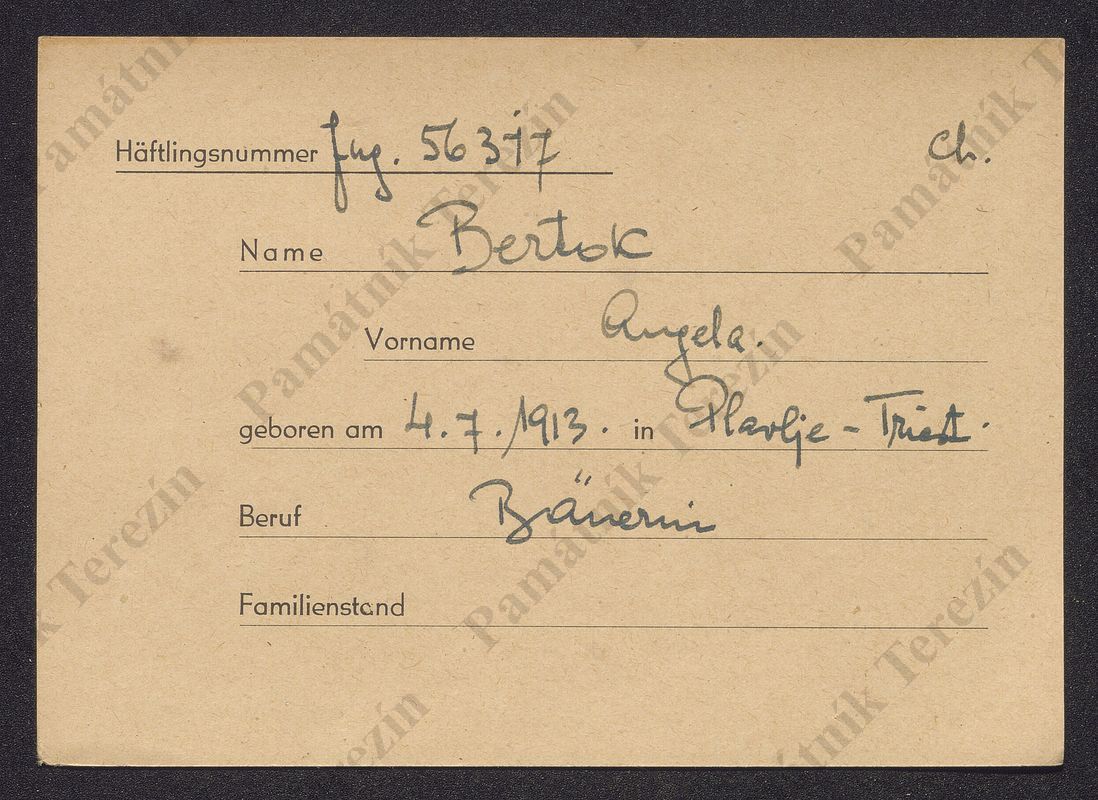 Häftlingsnummer Jug. 56377 Ch.
Name Bertok
Vorname Angela.
geboren am 4.7.1913. in Plavlje - Triest.
Beruf Bäuerin
Familienstand
Památník Terezín